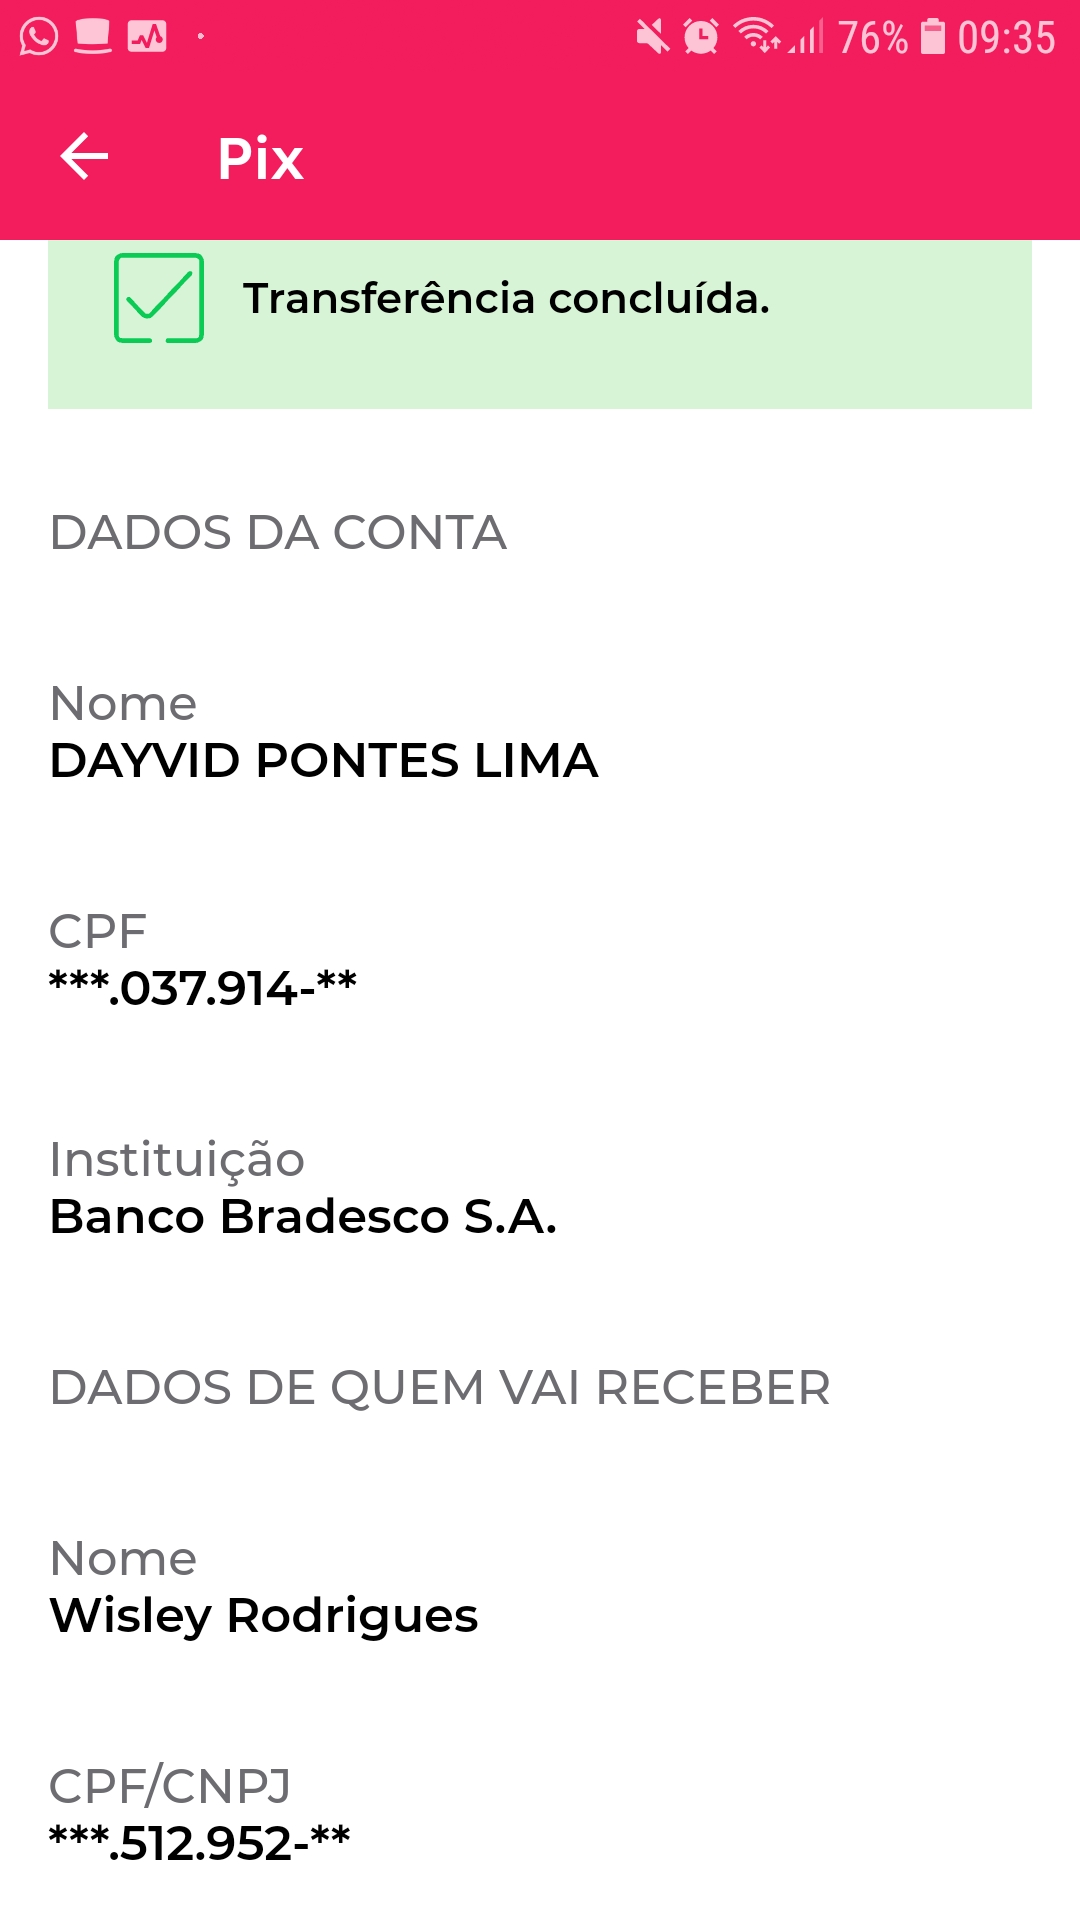 76% 09:35
Pix
Transferência concluída.
DADOS DA CONTA
Nome
DAYVID PONTES LIMA
CPF
***.037.914-**
Instituição
Banco Bradesco S.A.
DADOS DE QUEM VAI RECEBER
Nome
Wisley Rodrigues
CPF/CNPJ
***.512.952-**